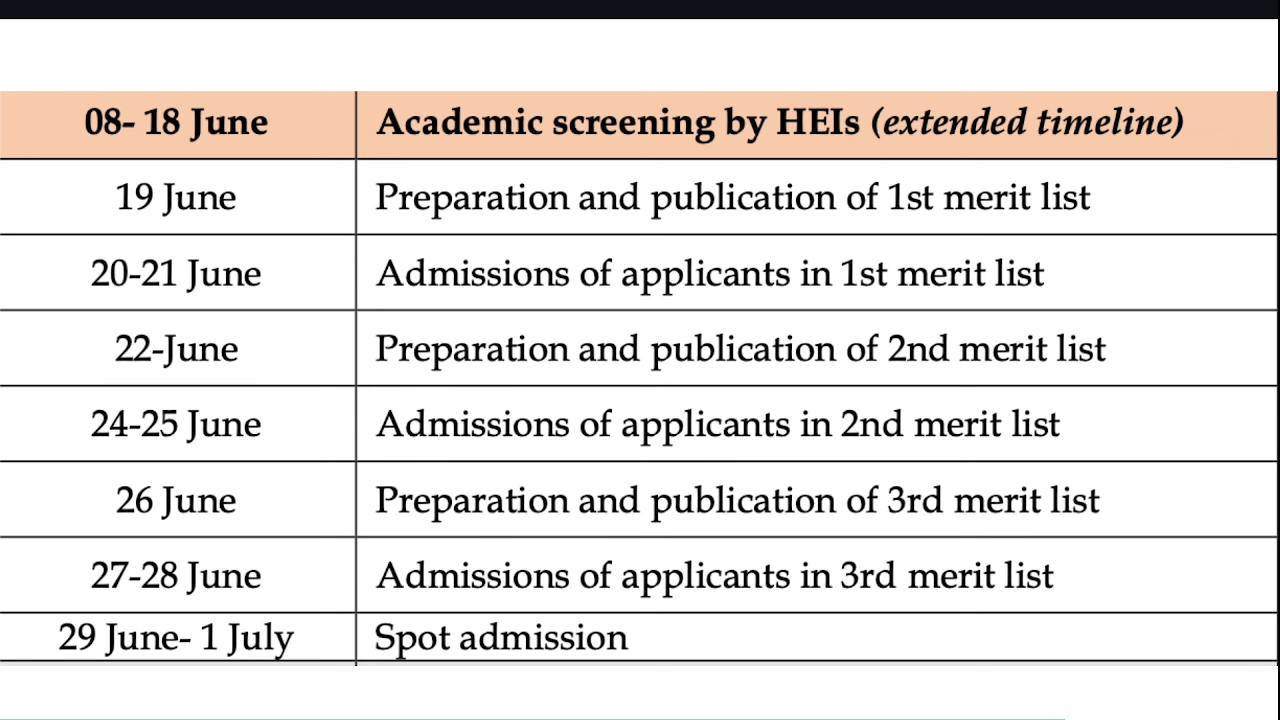 08- 18 June Academic screening by HEIs (extended timeline)
19 June Preparation and publication of 1st merit list
20-21 June Admissions of applicants in 1st merit list
22-June Preparation and publication of 2nd merit list
24-25 June Admissions of applicants in 2nd merit list
26 June Preparation and publication of 3rd merit list
27-28 June Admissions of applicants in 3rd merit list
29 June- 1 July Spot admission